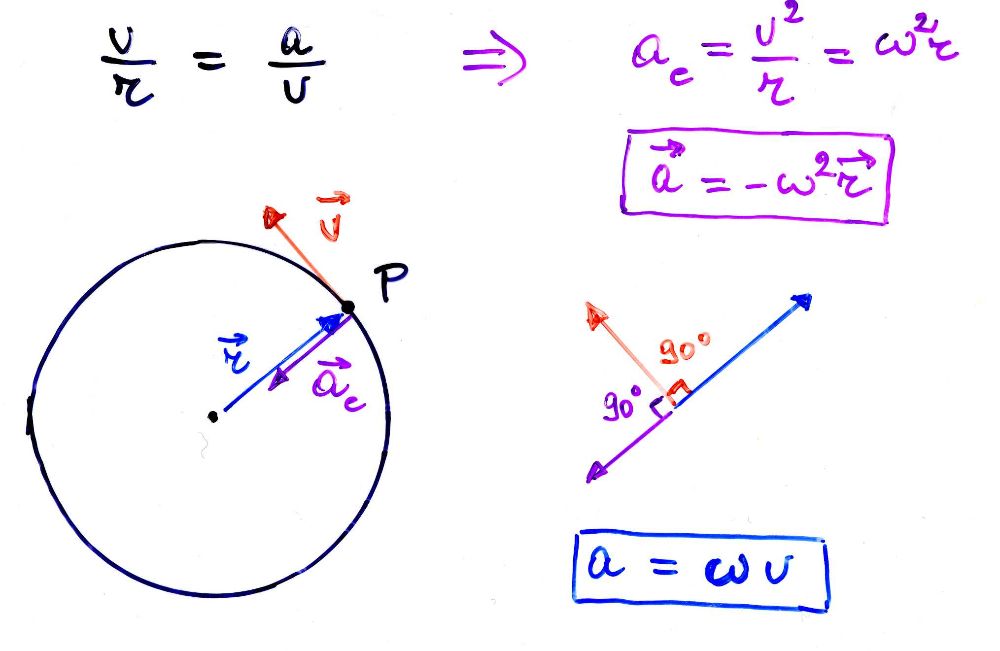 v/r = a/v ⇒ a_c = v²/r = ω²r
a⃗ = -ω²r⃗
v⃗
P
r⃗
a⃗_c
90°
90°
a = ωv